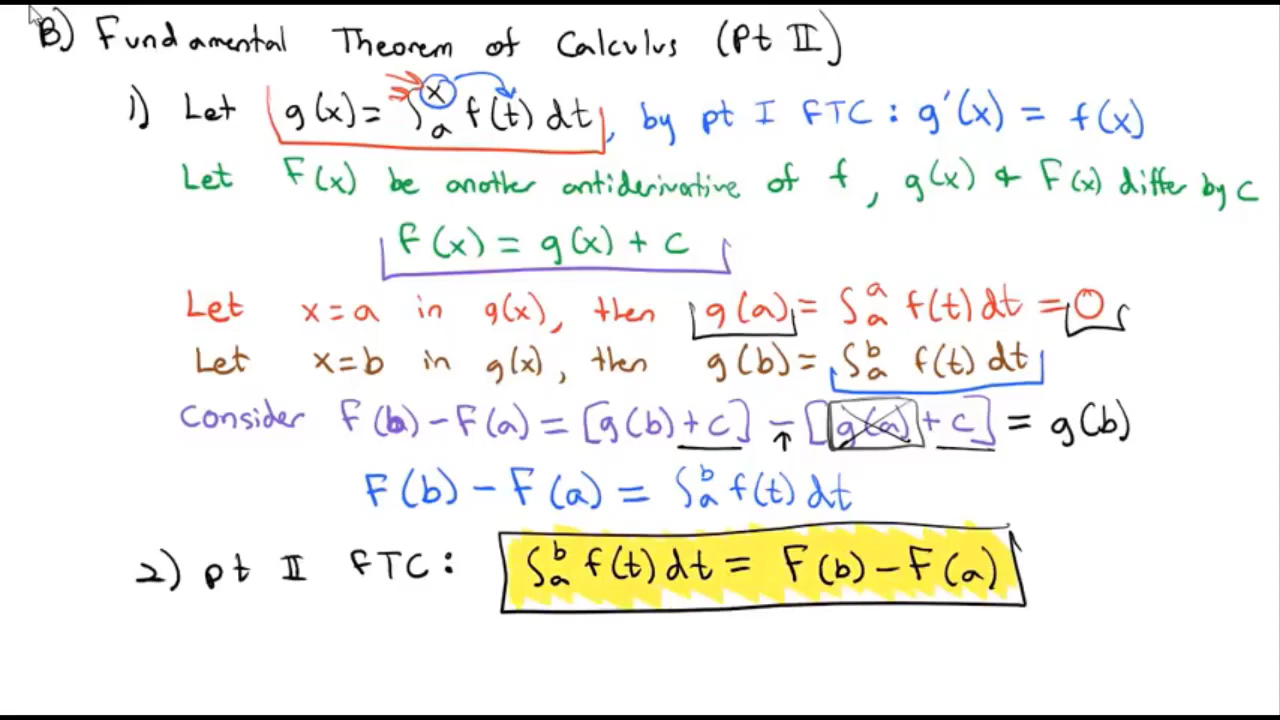 B) Fundamental Theorem of Calculus (Pt II)
1) Let g(x) = ∫ₐˣ f(t) dt, by pt I FTC: g'(x) = f(x)
Let F(x) be another antiderivative of f, g(x) & F(x) differ by C
F(x) = g(x) + C
Let x=a in g(x), then g(a) = ∫ₐᵃ f(t) dt = 0
Let x=b in g(x), then g(b) = ∫ₐᵇ f(t) dt
Consider F(b) - F(a) = [g(b) + C] - [g(a) + C] = g(b)
F(b) - F(a) = ∫ₐᵇ f(t) dt
2) pt II FTC: ∫ₐᵇ f(t) dt = F(b) - F(a)